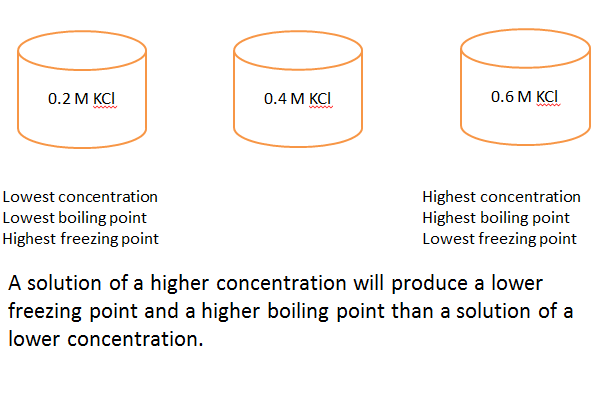 0.2 M KCl
0.4 M KCl
0.6 M KCl
Lowest concentration
Lowest boiling point
Highest freezing point
Highest concentration
Highest boiling point
Lowest freezing point
A solution of a higher concentration will produce a lower
freezing point and a higher boiling point than a solution of a
lower concentration.